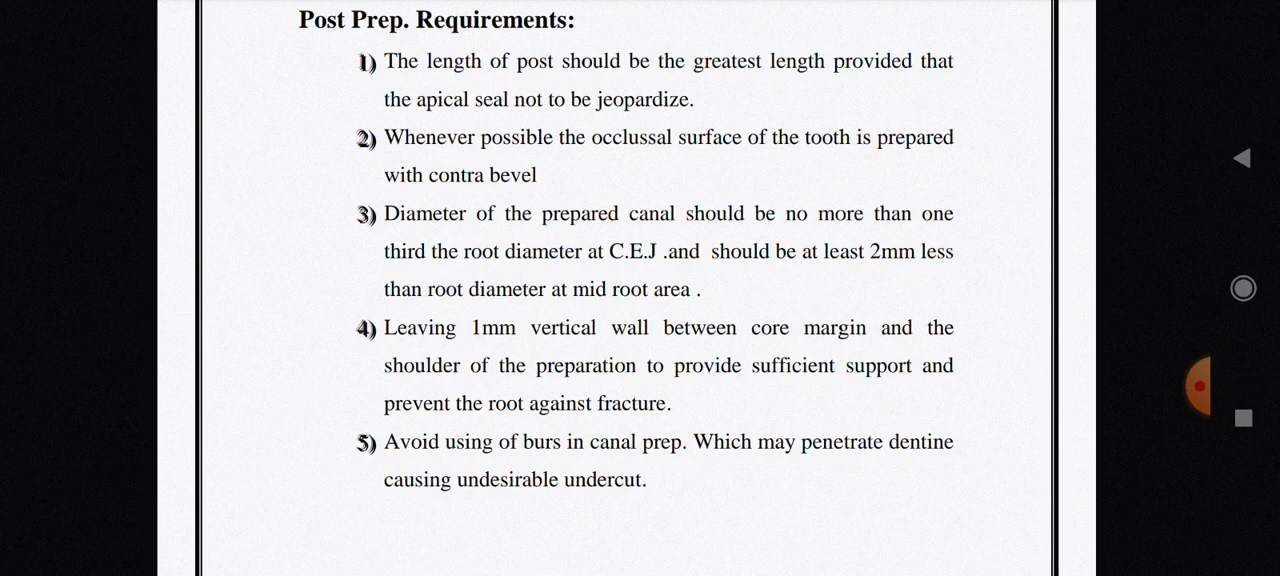 Post Prep. Requirements:
1) The length of post should be the greatest length provided that
the apical seal not to be jeopardize.
2) Whenever possible the occlussal surface of the tooth is prepared
with contra bevel
3) Diameter of the prepared canal should be no more than one
third the root diameter at C.E.J .and should be at least 2mm less
than root diameter at mid root area .
4) Leaving 1mm vertical wall between core margin and the
shoulder of the preparation to provide sufficient support and
prevent the root against fracture.
5) Avoid using of burs in canal prep. Which may penetrate dentine
causing undesirable undercut.